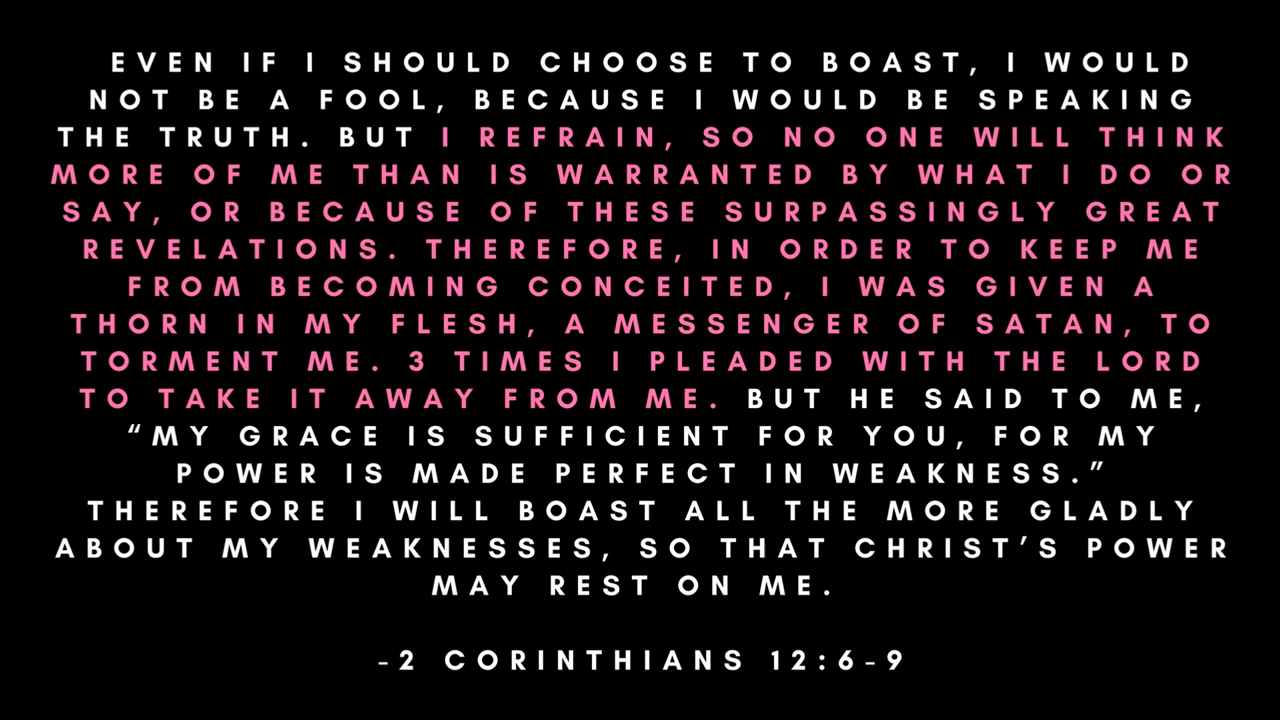 EVEN IF I SHOULD CHOOSE TO BOAST, I WOULD
NOT BE A FOOL, BECAUSE I WOULD BE SPEAKING
THE TRUTH. BUT I REFRAIN, SO NO ONE WILL THINK
MORE OF ME THAN IS WARRANTED BY WHAT I DO OR
SAY, OR BECAUSE OF THESE SURPASSINGLY GREAT
REVELATIONS. THEREFORE, IN ORDER TO KEEP ME
FROM BECOMING CONCEITED, I WAS GIVEN A
THORN IN MY FLESH, A MESSENGER OF SATAN, TO
TORMENT ME. 3 TIMES I PLEADED WITH THE LORD
TO TAKE IT AWAY FROM ME. BUT HE SAID TO ME,
“MY GRACE IS SUFFICIENT FOR YOU, FOR MY
POWER IS MADE PERFECT IN WEAKNESS.”
THEREFORE I WILL BOAST ALL THE MORE GLADLY
ABOUT MY WEAKNESSES, SO THAT CHRIST’S POWER
MAY REST ON ME.
-2 CORINTHIANS 12:6-9